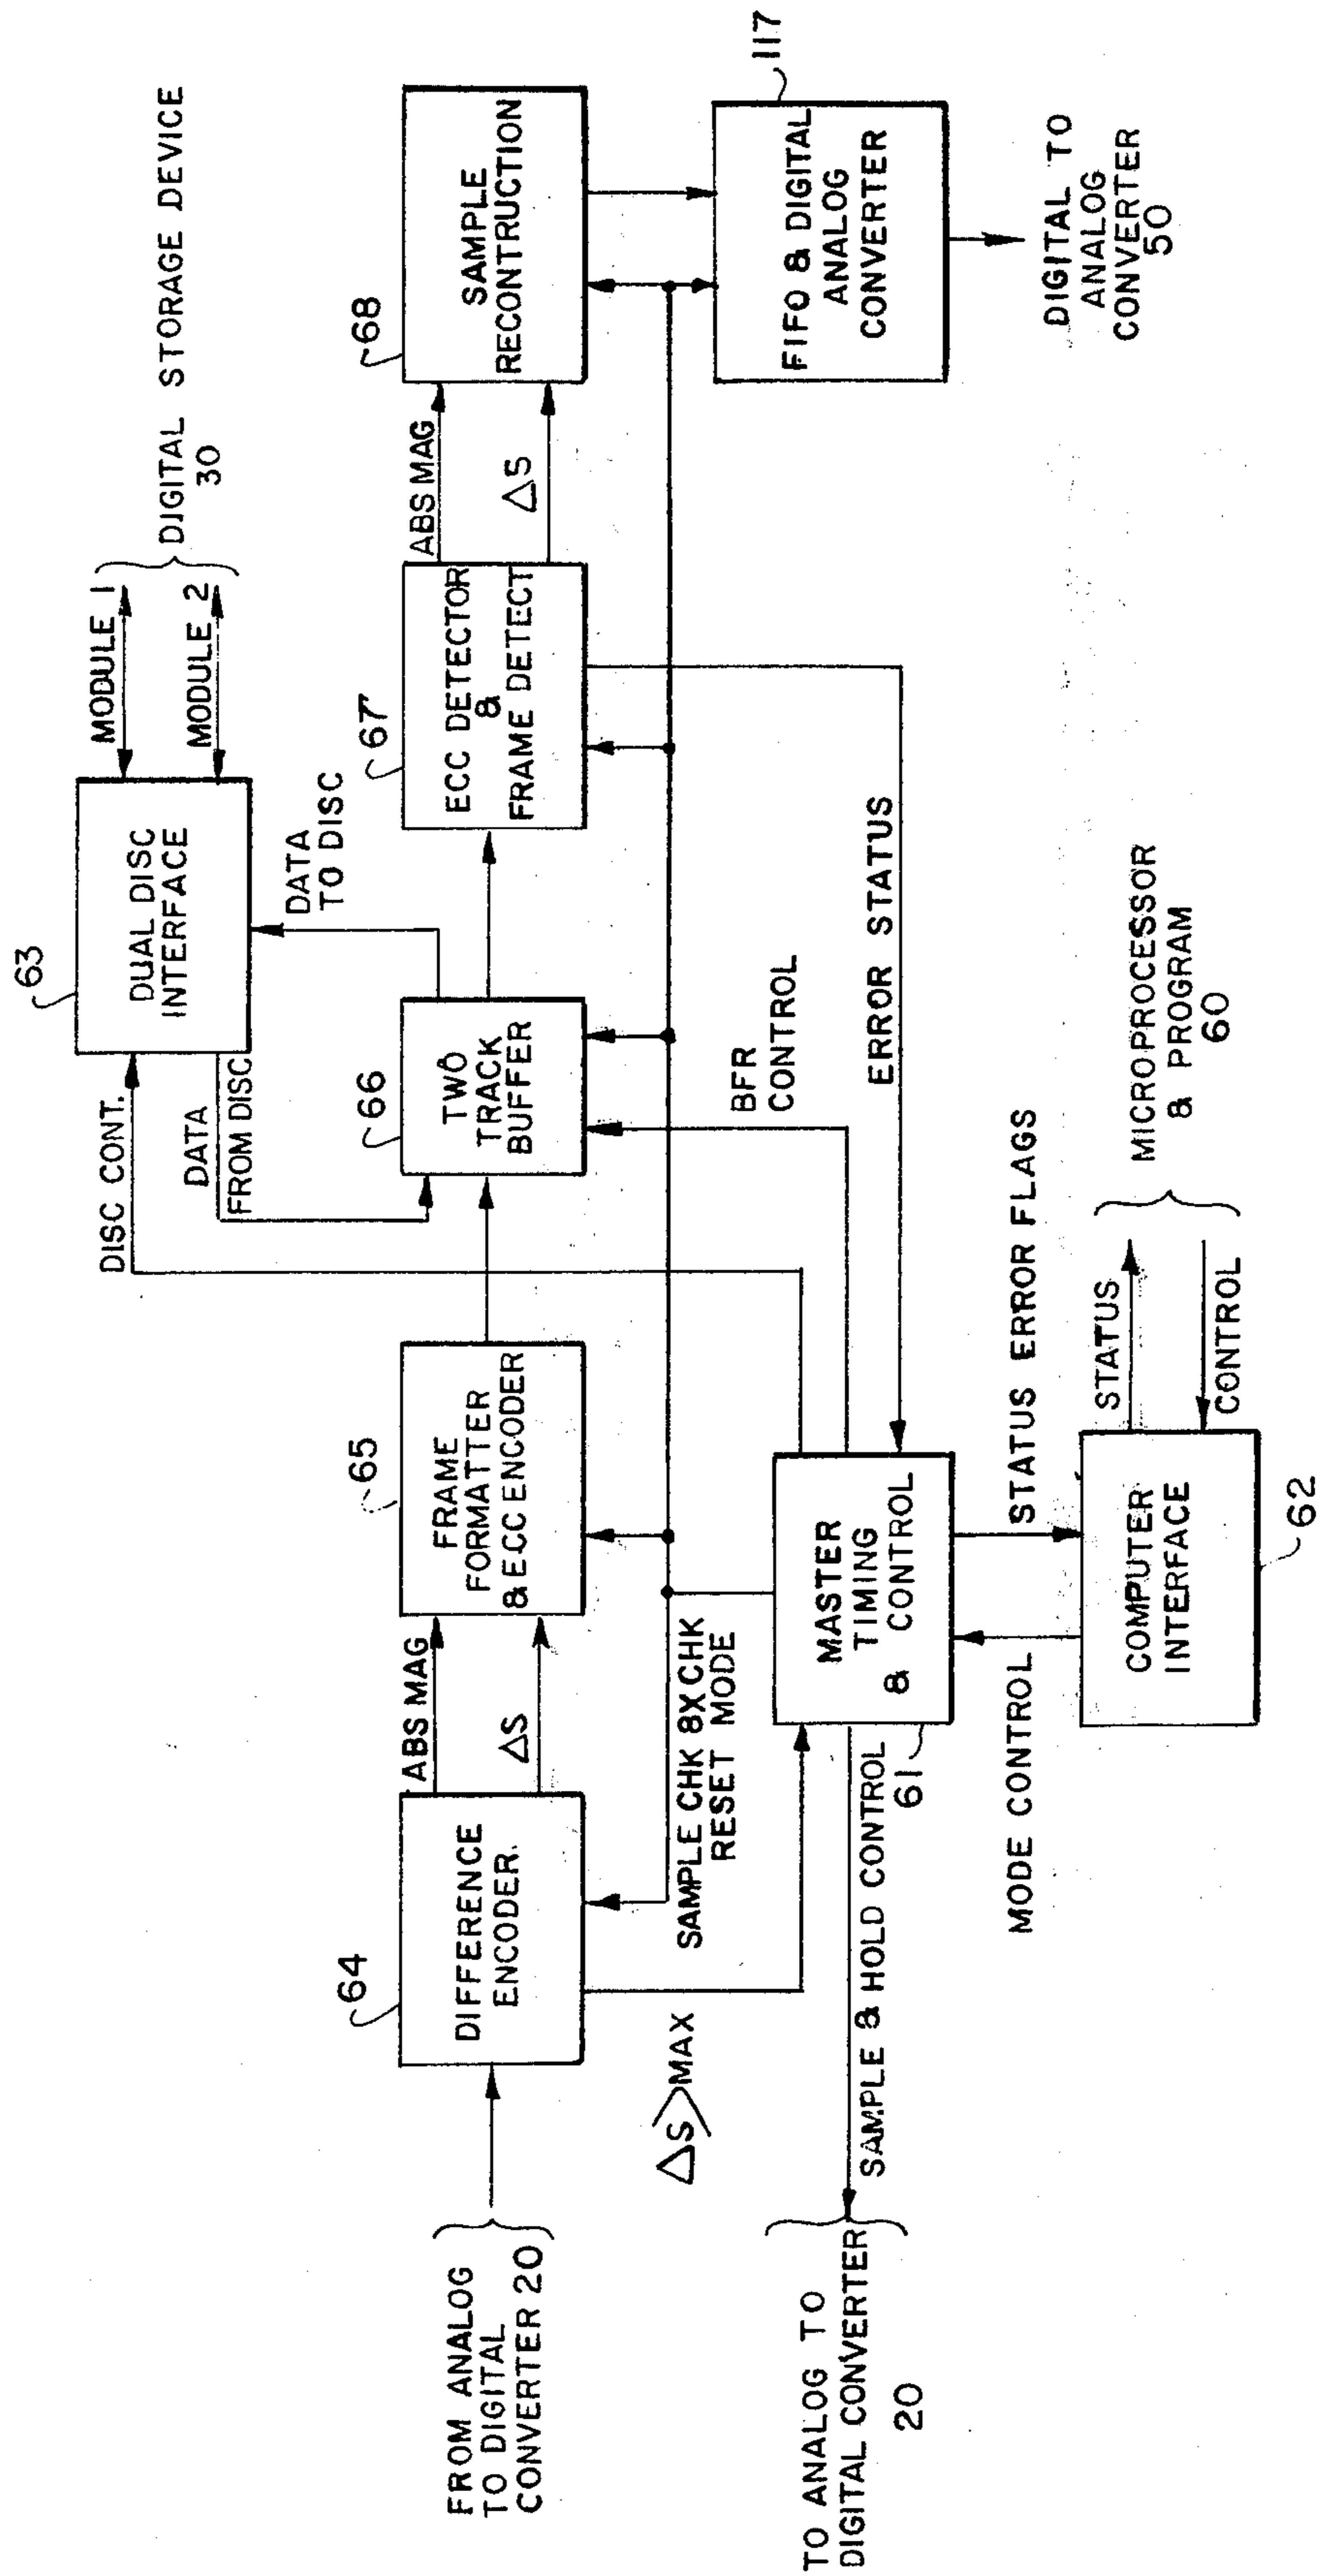 63
DUAL DISC
INTERFACE
MODULE 1
MODULE 2
DIGITAL STORAGE DEVICE
30
DISC CONT.
DATA
FROM DISC
DATA
TO DISC
64
DIFFERENCE
ENCODER.
ABS MAG
ΔS
65
FRAME
FORMATTER
& ECC ENCODER
66
TWO
TRACK
BUFFER
67
ECC DETECTOR
&
FRAME DETECT
ABS MAG
ΔS
68
SAMPLE
RECONTRUCTION
FROM ANALOG
TO DIGITAL
CONVERTER 20
ΔS>MAX
SAMPLE CHK 8X CHK
RESET MODE
BFR
CONTROL
ERROR STATUS
117
FIFO & DIGITAL
ANALOG
CONVERTER
DIGITAL TO
ANALOG
CONVERTER
50
TO ANALOG TO
DIGITAL CONVERTER
20
SAMPLE & HOLD CONTROL
61
MASTER
TIMING
& CONTROL
MODE CONTROL
STATUS ERROR FLAGS
COMPUTER
INTERFACE
62
STATUS
CONTROL
MICROPROCESSOR
& PROGRAM
60